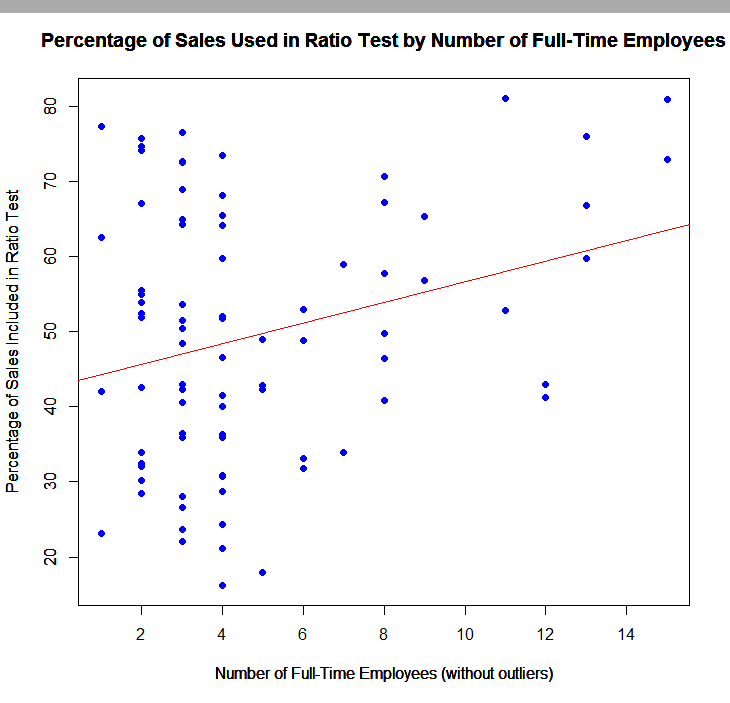 Percentage of Sales Used in Ratio Test by Number of Full-Time Employees
Percentage of Sales Included in Ratio Test
80
70
60
50
40
30
20
2 4 6 8 10 12 14
Number of Full-Time Employees (without outliers)